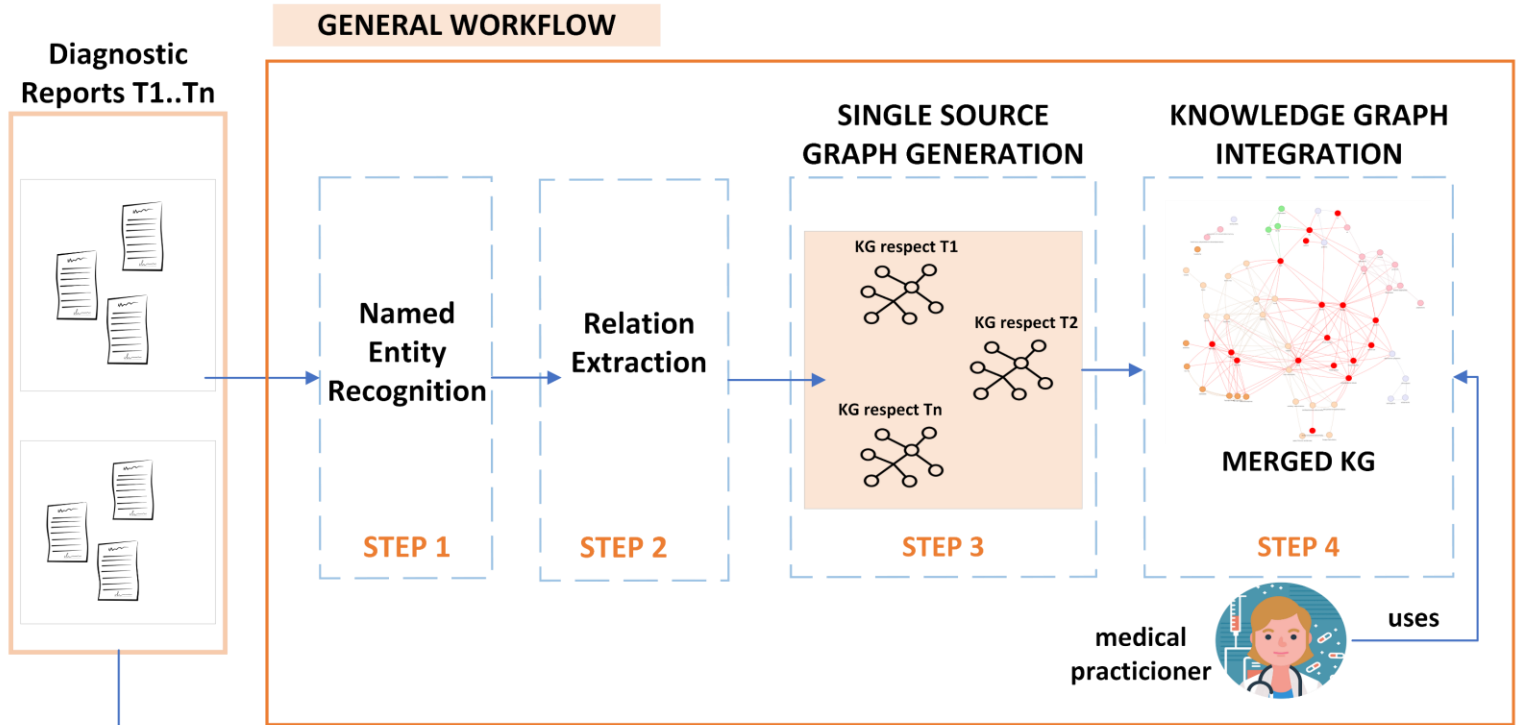 GENERAL WORKFLOW
Diagnostic
Reports T1..Tn
SINGLE SOURCE
GRAPH GENERATION
KNOWLEDGE GRAPH
INTEGRATION
Named
Entity
Recognition
STEP 1
Relation
Extraction
STEP 2
KG respect T1
KG respect T2
KG respect Tn
STEP 3
MERGED KG
STEP 4
medical
practicioner
uses